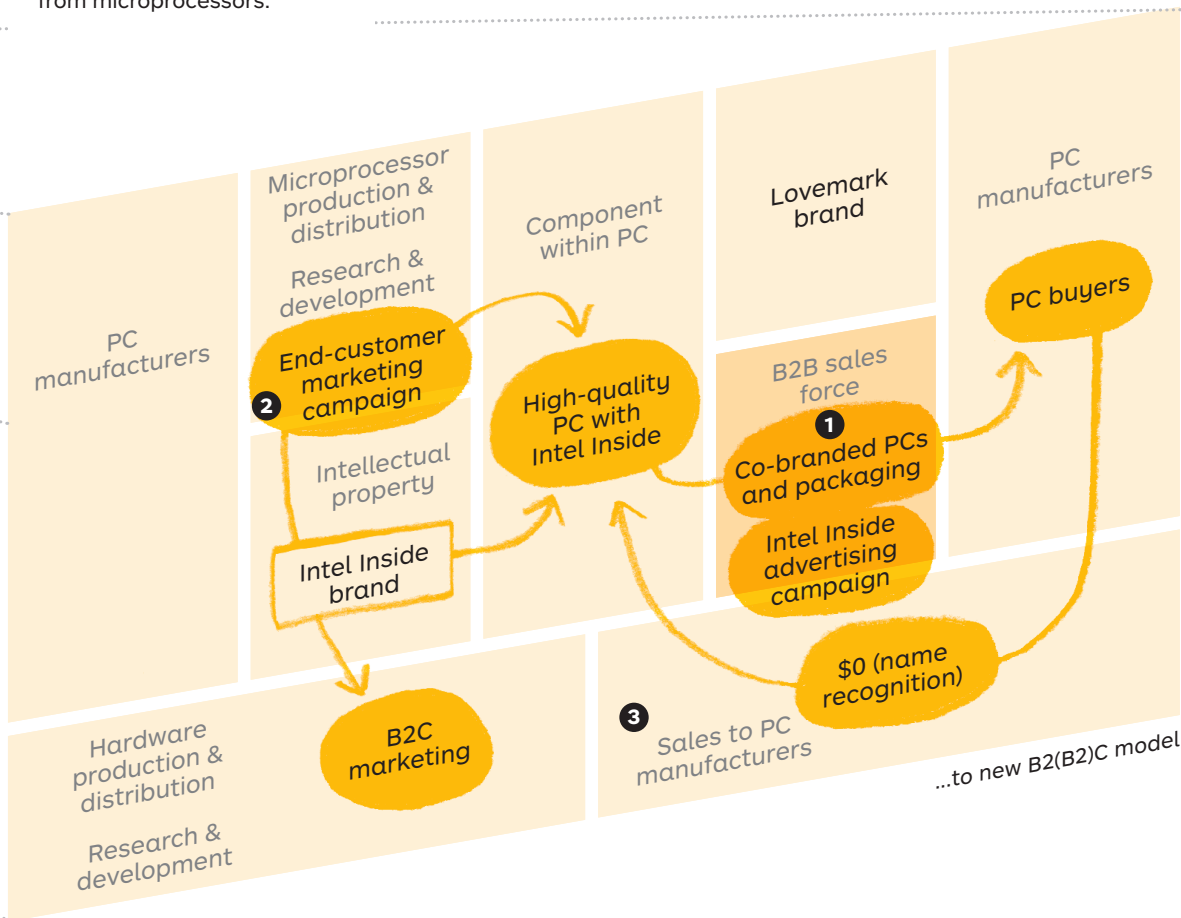 from microprocessors.
PC
manufacturers
Microprocessor
production &
distribution
Research &
development
End-customer
marketing
campaign
2
Intellectual
property
Intel Inside
brand
Component
within PC
High-quality
PC with
Intel Inside
Lovemark
brand
B2B sales
force
1
Co-branded PCs
and packaging
Intel Inside
advertising
campaign
PC
manufacturers
PC buyers
Hardware
production &
distribution
Research &
development
B2C
marketing
3
Sales to PC
manufacturers
$0 (name
recognition)
...to new B2(B2)C model